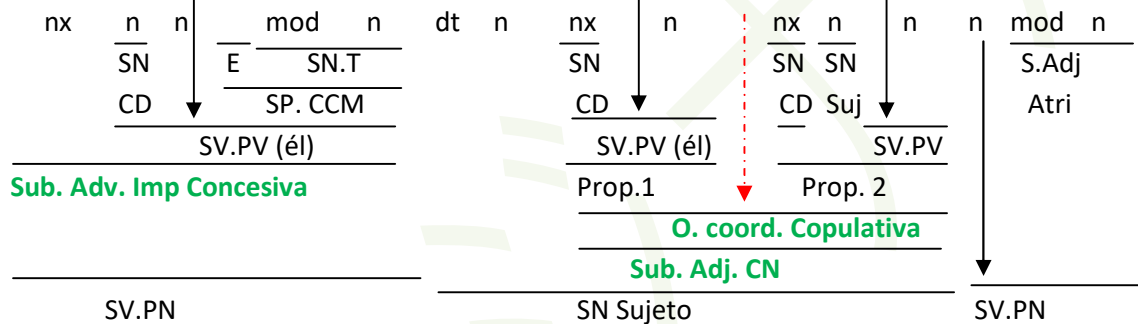 nx n n mod n dt n nx n nx n n n mod n
SN E SN.T SN SN SN S.Adj
CD SP. CCM CD CD Suj Atri
SV.PV (él) SV.PV (él) SV.PV
Sub. Adv. Imp Concesiva Prop.1 Prop. 2
O. coord. Copulativa
Sub. Adj. CN
SV.PN SN Sujeto SV.PN